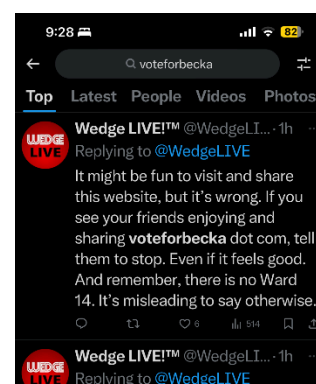 9:28
82
voteforbecka
Top Latest People Videos Photos
WEDGE
LIVE
Wedge LIVE!™ @WedgeLI... · 1h
Replying to @WedgeLIVE
It might be fun to visit and share
this website, but it's wrong. If you
see your friends enjoying and
sharing voteforbecka dot com, tell
them to stop. Even if it feels good.
And remember, there is no Ward
14. It's misleading to say otherwise.
6 514
WEDGE
LIVE
Wedge LIVE!™ @WedgeLI... · 1h
Replying to @WedgeLIVE